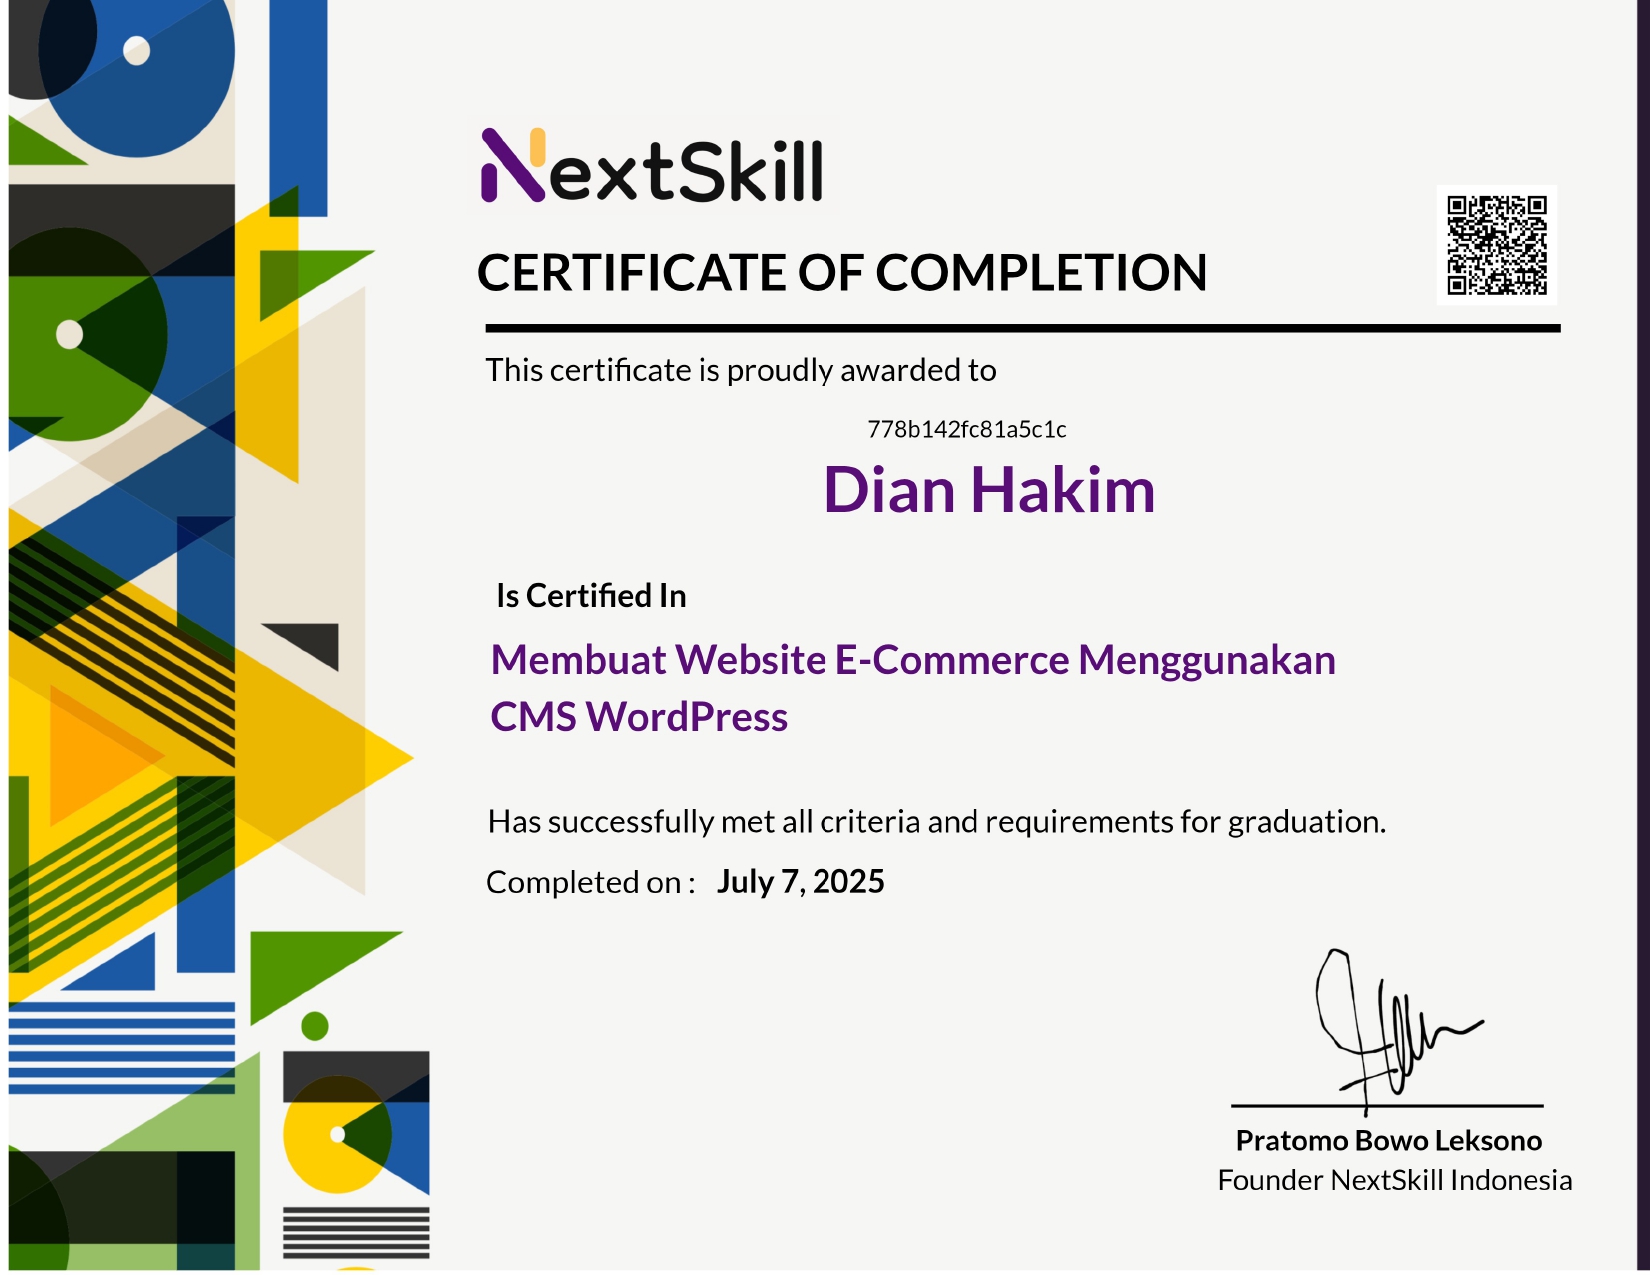 NextSkill
CERTIFICATE OF COMPLETION
This certificate is proudly awarded to
778b142fc81a5c1c
Dian Hakim
Is Certified In
Membuat Website E-Commerce Menggunakan
CMS WordPress
Has successfully met all criteria and requirements for graduation.
Completed on : July 7, 2025
Pratomo Bowo Leksono
Founder NextSkill Indonesia